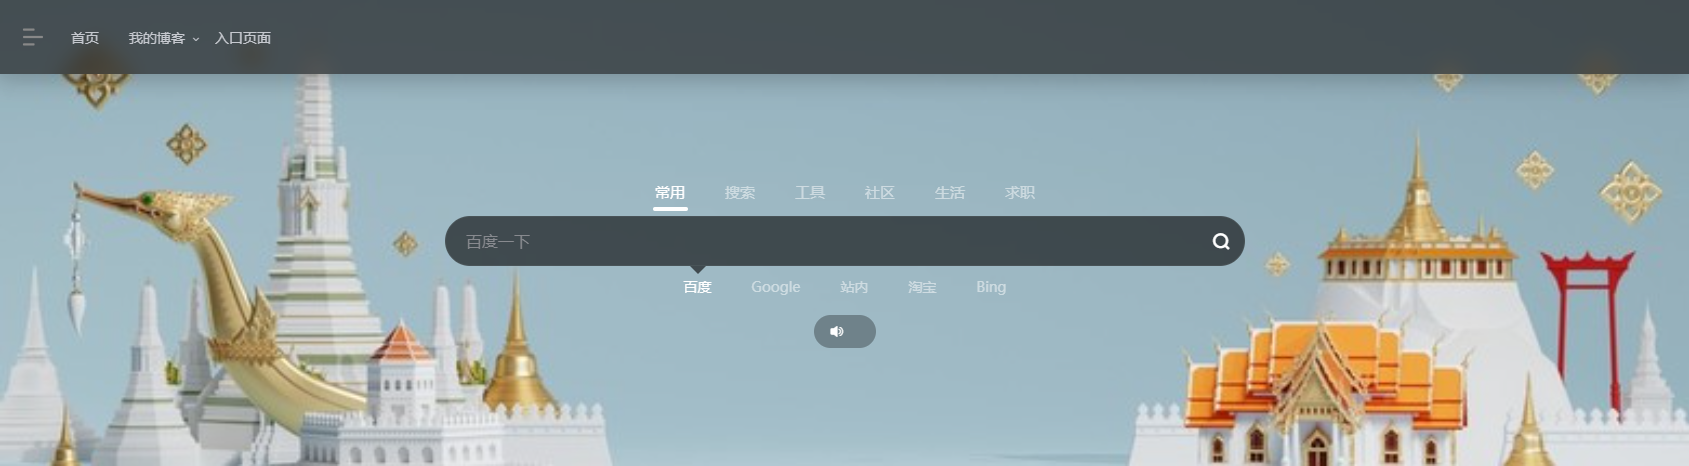 首页 我的博客 入口页面
常用 搜索 工具 社区 生活 求职
百度一下
百度 Google 站内 淘宝 Bing